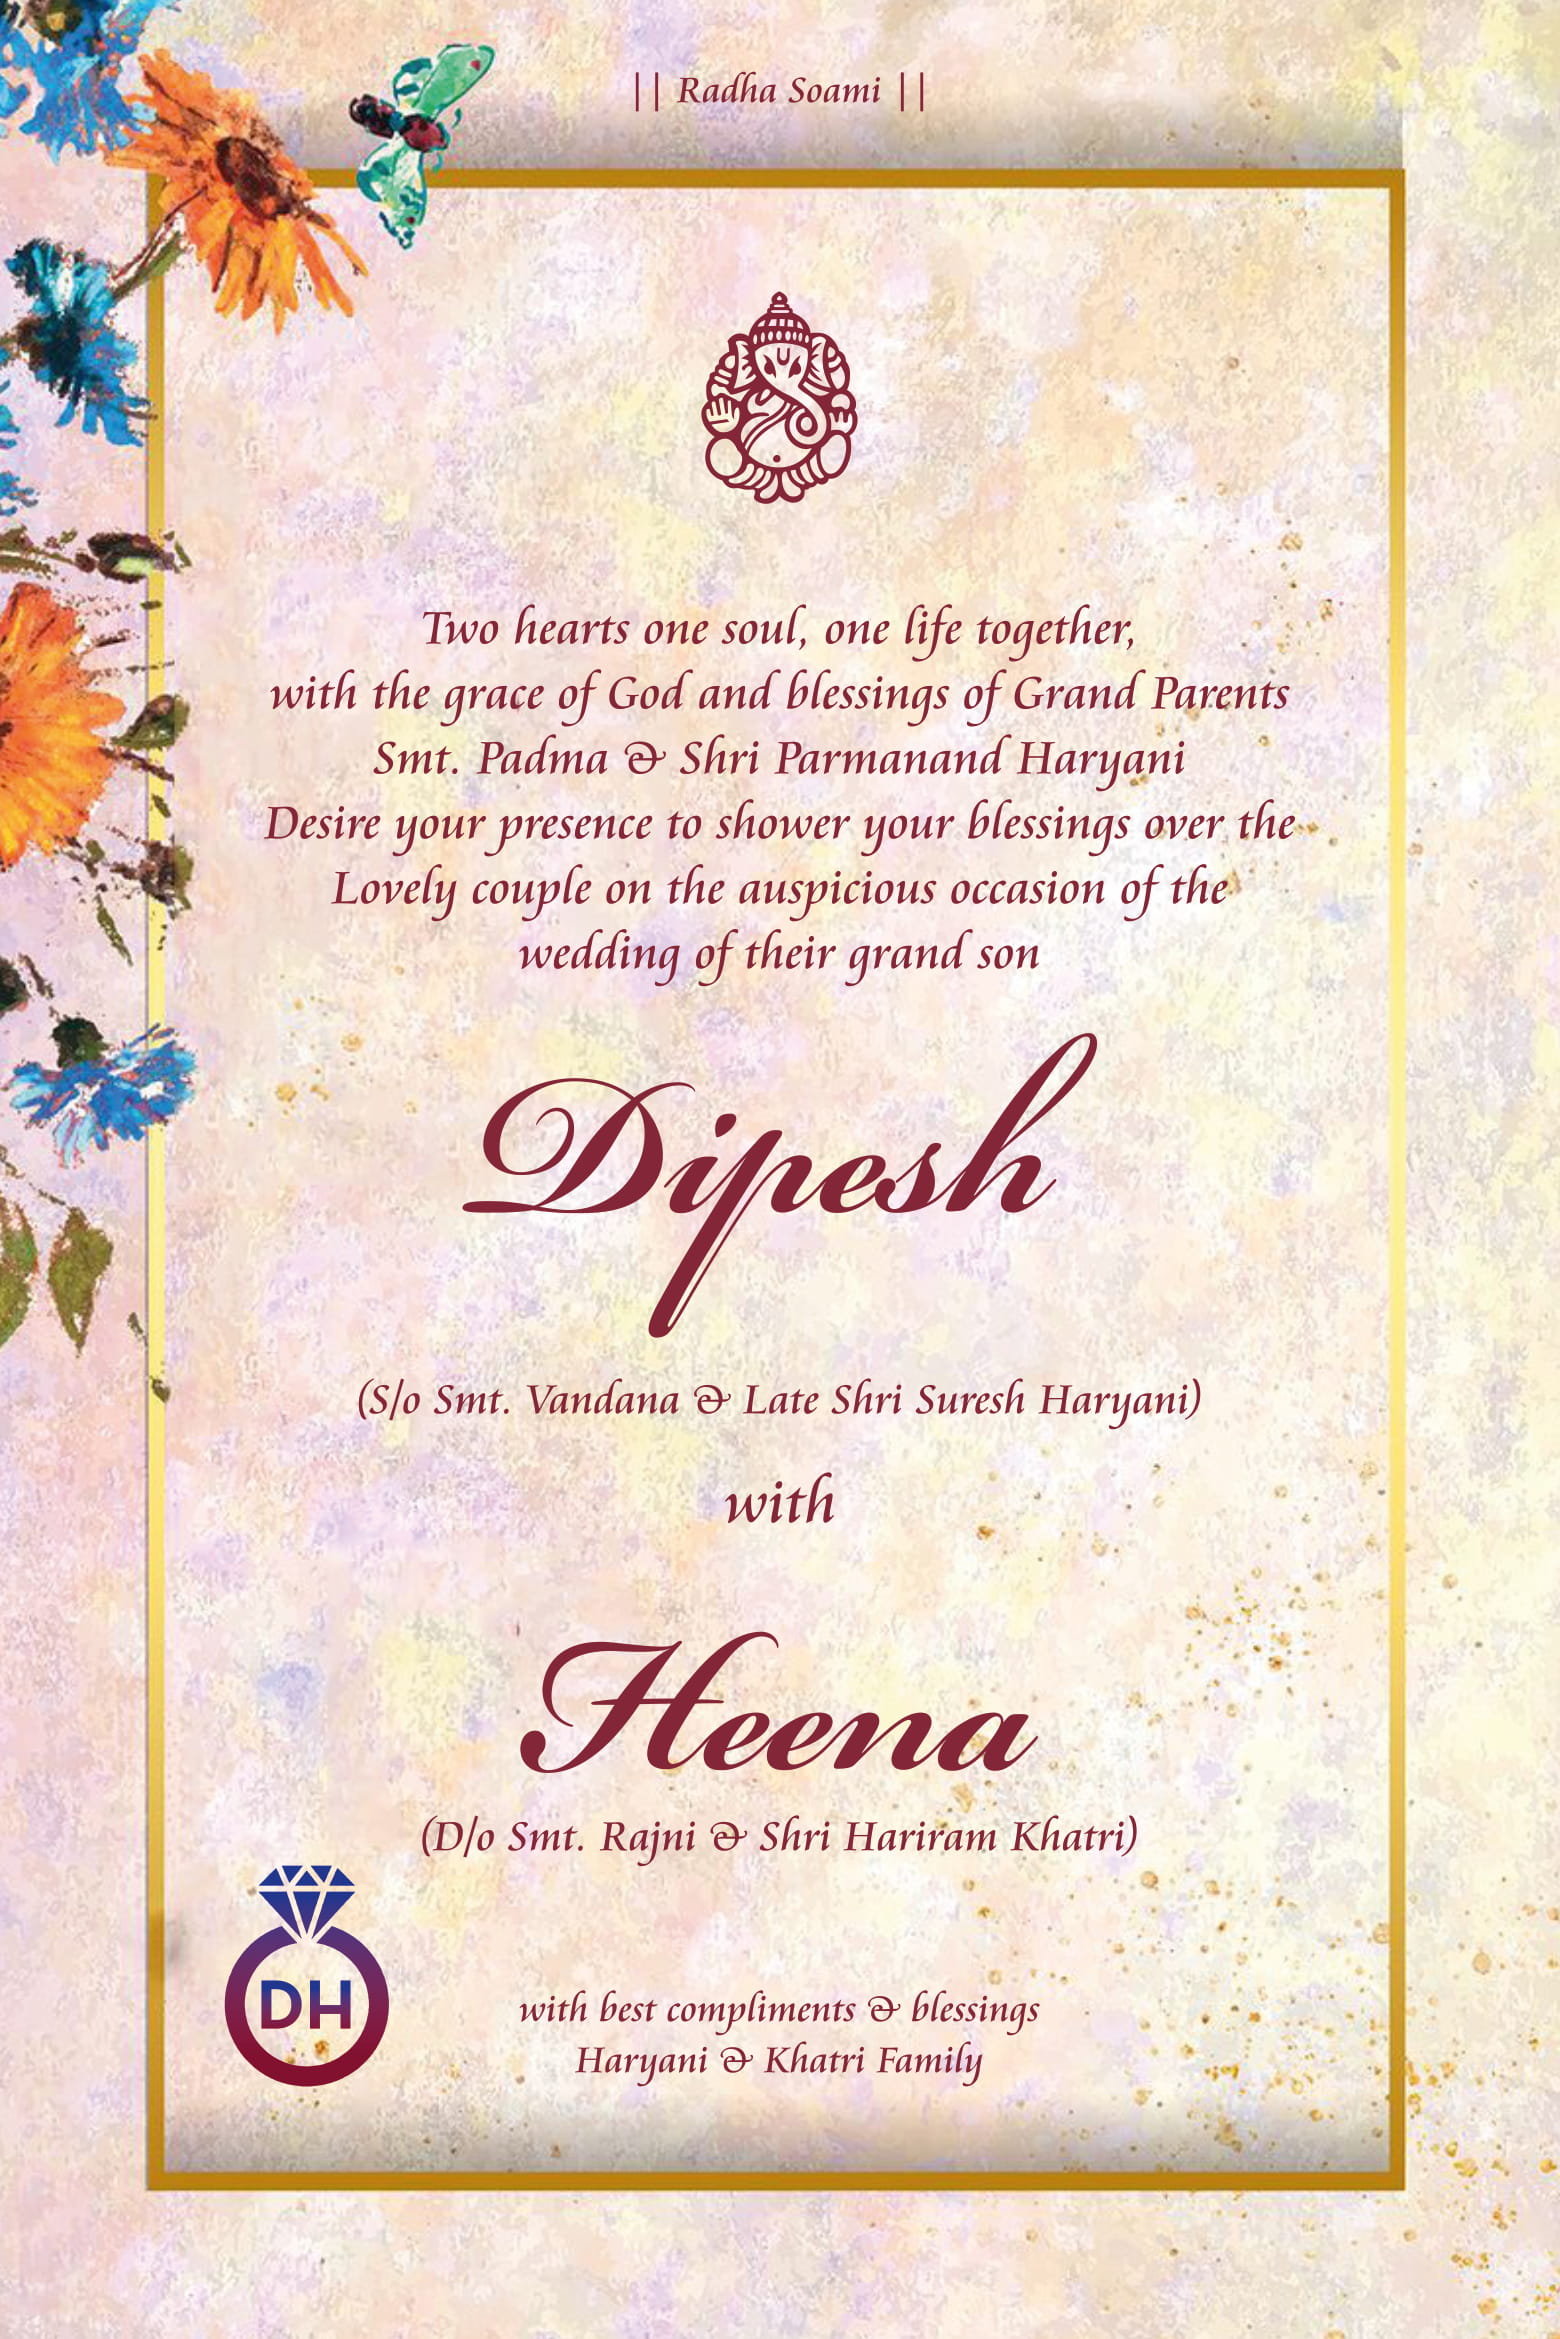 || Radha Soami ||
Two hearts one soul, one life together,
with the grace of God and blessings of Grand Parents
Smt. Padma & Shri Parmanand Haryani
Desire your presence to shower your blessings over the
Lovely couple on the auspicious occasion of the
wedding of their grand son
Dipesh
(S/o Smt. Vandana & Late Shri Suresh Haryani)
with
Heena
(D/o Smt. Rajni & Shri Hariram Khatri)
DH
with best compliments & blessings
Haryani & Khatri Family